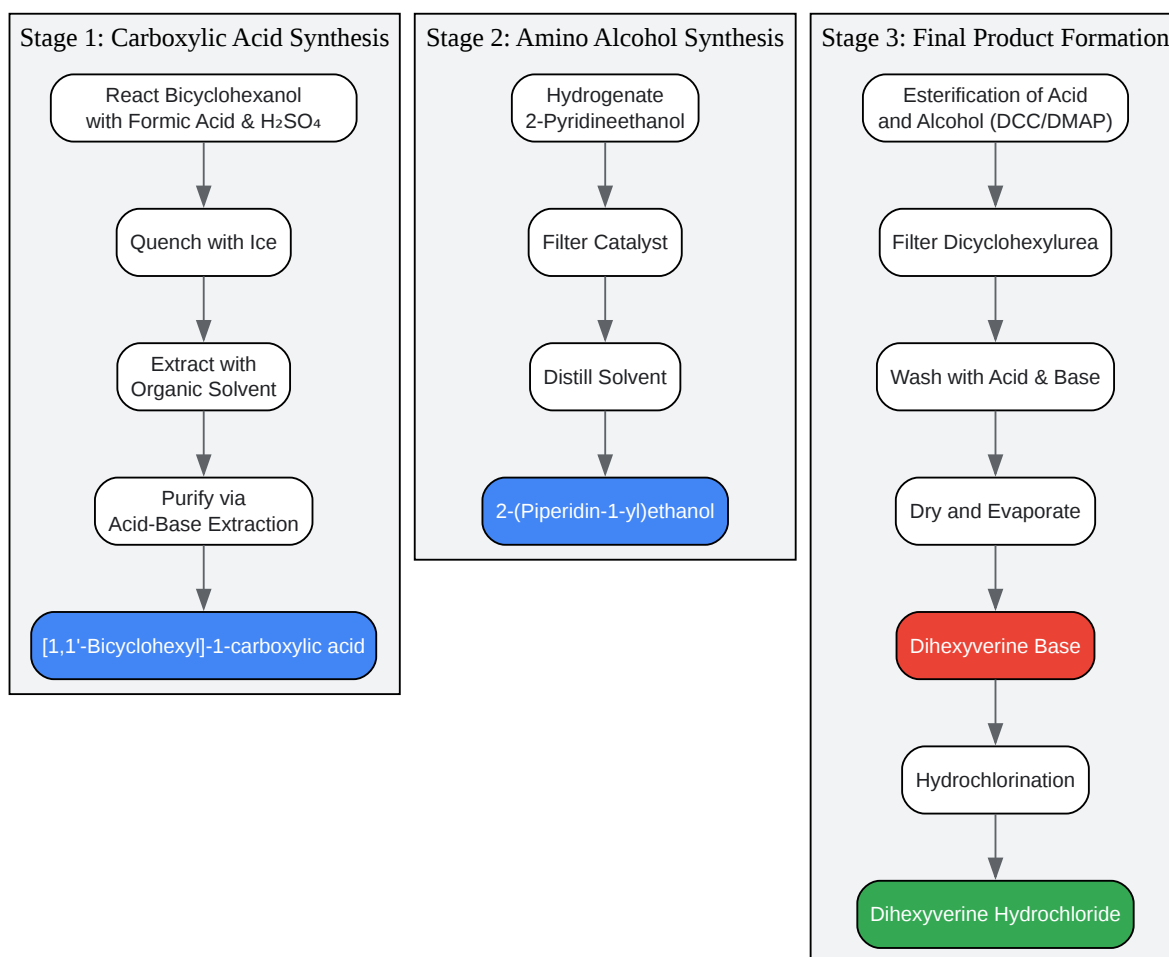 Stage 1: Carboxylic Acid Synthesis
React Bicyclohexanol
with Formic Acid & H₂SO₄
Quench with Ice
Extract with
Organic Solvent
Purify via
Acid-Base Extraction
[1,1'-Bicyclohexyl]-1-carboxylic acid
Stage 2: Amino Alcohol Synthesis
Hydrogenate
2-Pyridineethanol
Filter Catalyst
Distill Solvent
2-(Piperidin-1-yl)ethanol
Stage 3: Final Product Formation
Esterification of Acid
and Alcohol (DCC/DMAP)
Filter Dicyclohexylurea
Wash with Acid & Base
Dry and Evaporate
Dihexyverine Base
Hydrochlorination
Dihexyverine Hydrochloride